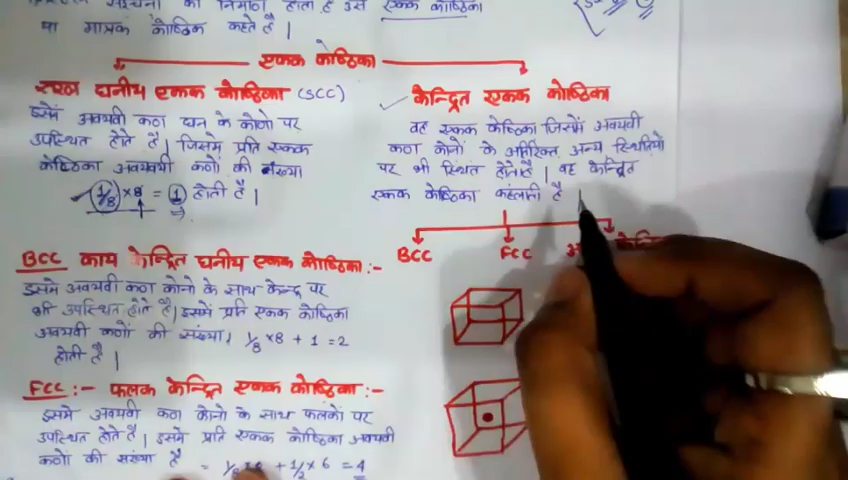 का निर्माण होता है उसे एकक कोष्ठिका
या मात्रक कोष्ठिक कहते है |
एकक कोष्ठिका
सरल घनीय एकक कोष्ठिका (SCC)
इसमें अवयवी कण घन के कोनो पर
उपस्थित होते है | जिसमे प्रति एकक
कोष्ठिका अवयवयी कणों की संख्या
1/8 ×8 = 1 होती है |
केन्द्रित एकक कोष्ठिका
वह एकक कोष्ठिका जिसमें अवयवी
कण कोनों के अतिरिक्त अन्य स्थितियों
पर भी स्थित होता है | वह केन्द्रित
एकक कोष्ठिका कहलाती है |
BCC FCC
BCC काय केन्द्रित घनीय एकक कोष्ठिका :-
इसमे अवयवी कण कोनो के साथ केन्द्र पर
भी उपस्थित होते है | इसमें प्रति एकक कोष्ठिका
अवयवी कणों की संख्या, 1/8 ×8 + 1 = 2
होती है |
FCC :- फलक केन्द्रित एकक कोष्ठिका :-
इसमे अवयवी कण कोनो के साथ फलकों पर
उपस्थित होते है | इसमे प्रति एकक कोष्ठिका अवयवी
कणों की संख्या है = + 1/2 × 6 = 4